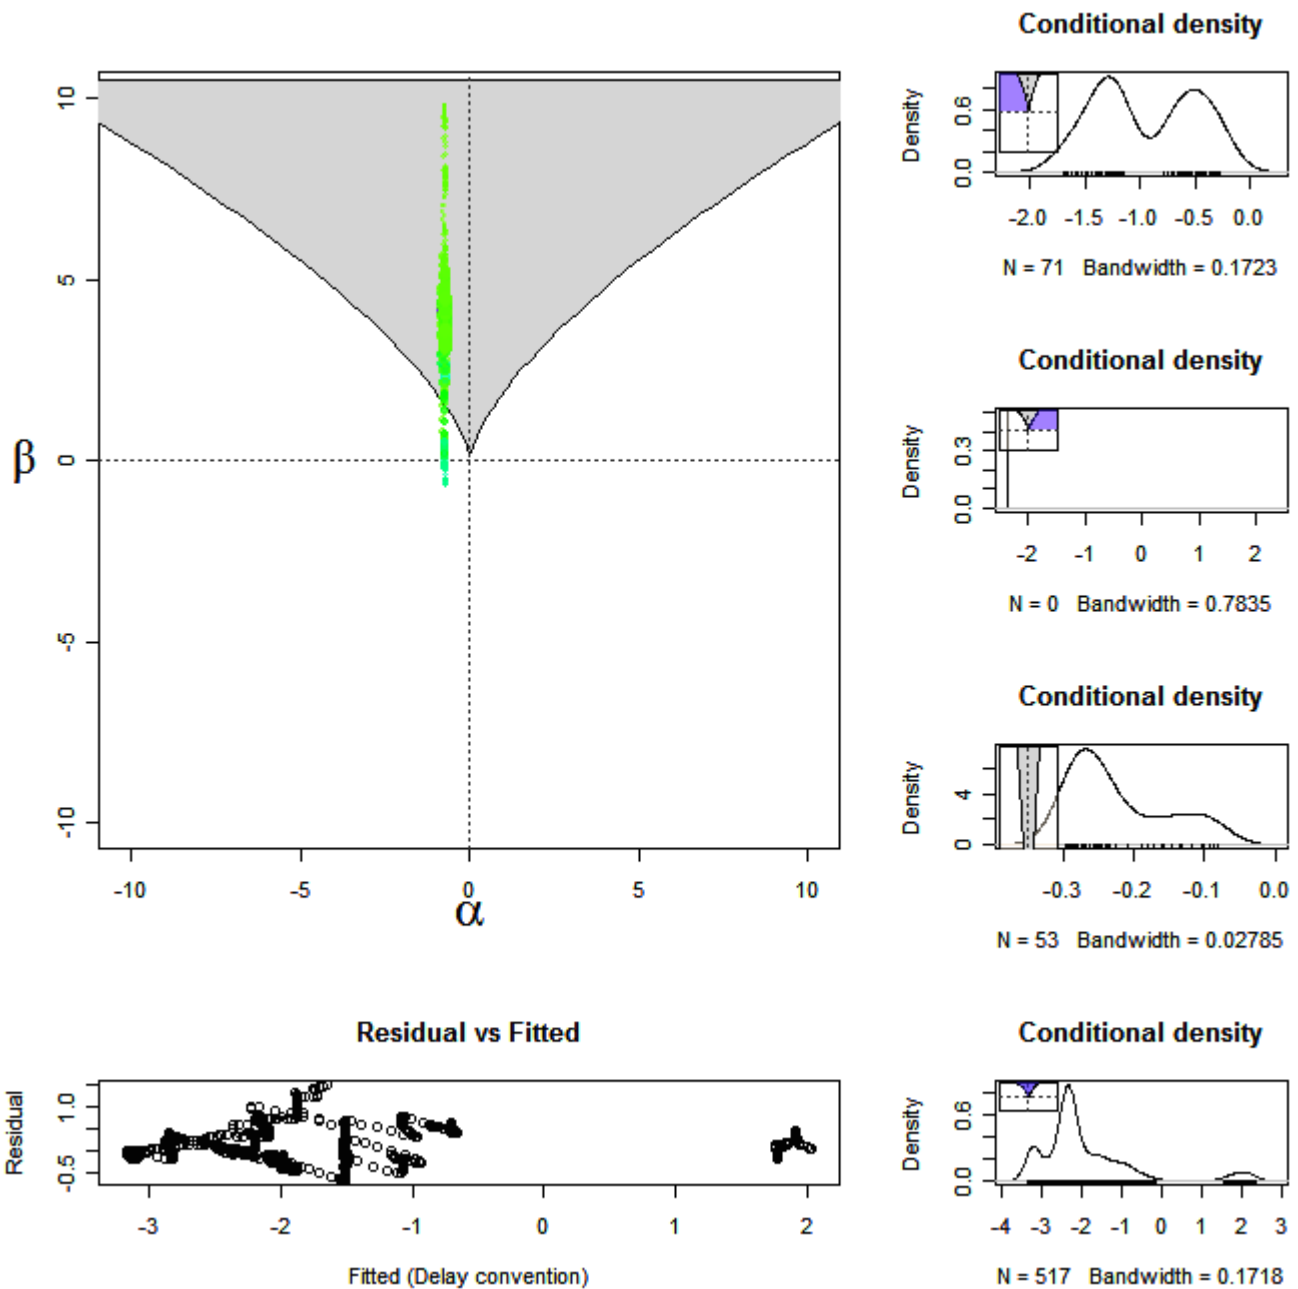 Conditional density
10
5
0
-5
-10
β
-10 -5 0 5 10
α
Density
0.0 0.6
-2.0 -1.5 -1.0 -0.5 0.0
N = 71 Bandwidth = 0.1723
Conditional density
Density
0.0 0.3
-2 -1 0 1 2
N = 0 Bandwidth = 0.7835
Conditional density
Density
0 4
-0.3 -0.2 -0.1 0.0
N = 53 Bandwidth = 0.02785
Residual vs Fitted
Residual
-0.5 1.0
-3 -2 -1 0 1 2
Fitted (Delay convention)
Conditional density
Density
0.0 0.6
-4 -3 -2 -1 0 1 2 3
N = 517 Bandwidth = 0.1718